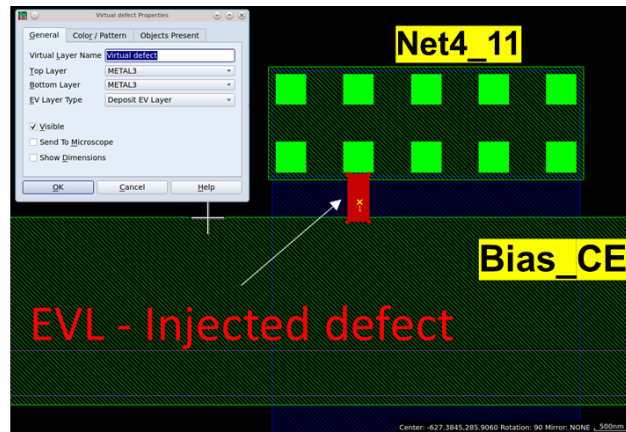 Virtual defect Properties
General Color / Pattern Objects Present
Virtual Layer Name Virtual defect
Top Layer METAL3
Bottom Layer METAL3
EV Layer Type Deposit EV Layer
Visible
Send To Microscope
Show Dimensions
OK Cancel Help
Net4_11
1
Bias_CE
EVL - Injected defect
Center: -627.3845,285.9060 Rotation: 90 Mirror: NONE 500nm